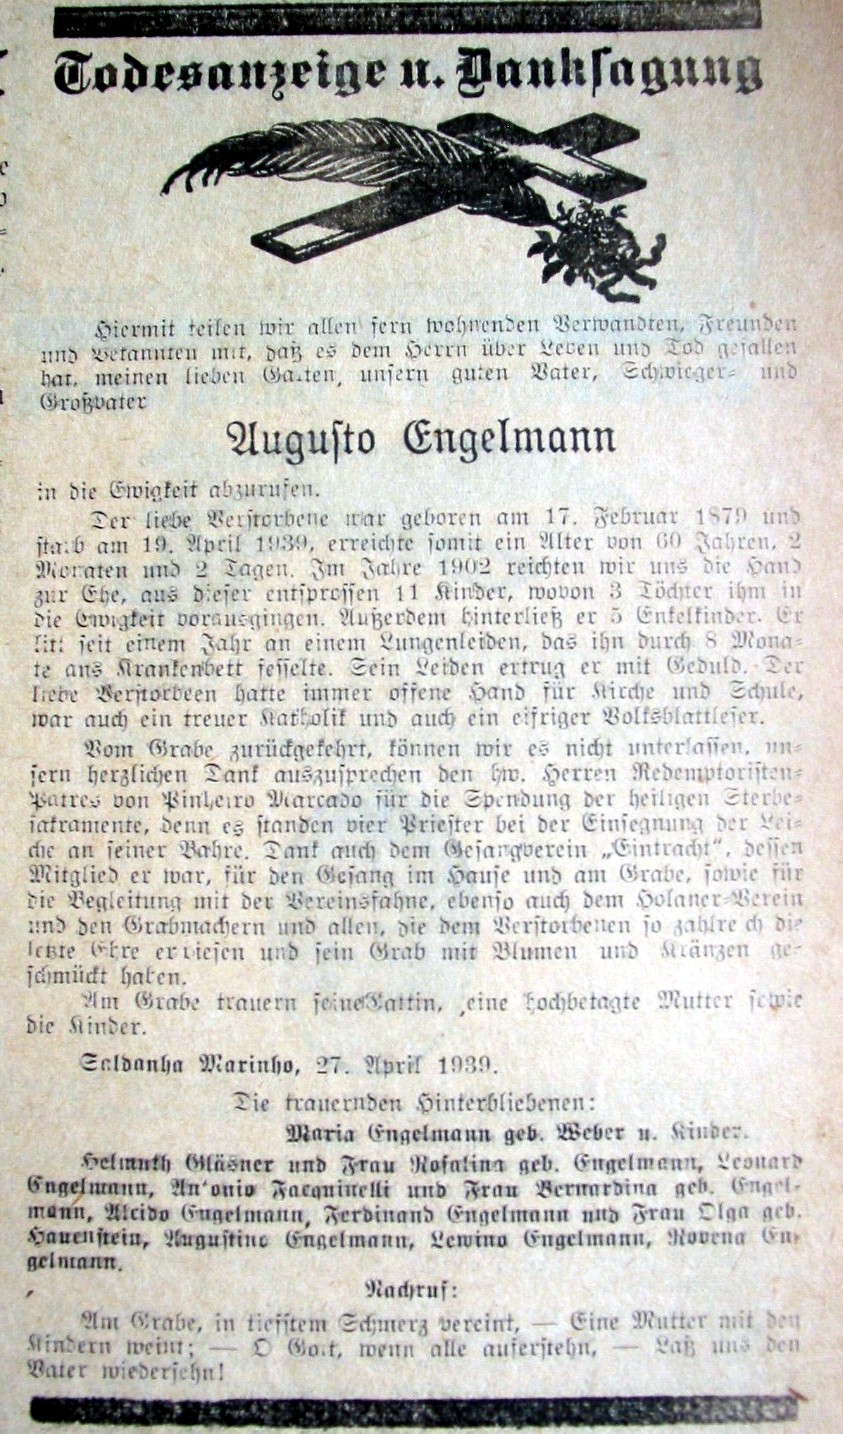 Todesanzeige u. Danksagung
Hiermit teilen wir allen fern wohnenden Verwandten, Freunden
und Bekannten mit, daß es dem Herrn über Leben und Tod gefallen
hat, meinen lieben Gatten, unsern guten Vater, Schwieger- und
Großvater
Augusto Engelmann
in die Ewigkeit abzurufen.
Der liebe Verstorbene war geboren am 17. Februar 1879 und
starb am 19. April 1939, erreichte somit ein Alter von 60 Jahren, 2
Monaten und 2 Tagen. Im Jahre 1902 reichten wir uns die Hand
zur Ehe, aus dieser entsprossen 11 Kinder, wovon 3 Töchter ihm in
die Ewigkeit vorausgingen. Außerdem hinterließ er 5 Enkelkinder. Er
litt seit einem Jahr an einem Lungenleiden, das ihn durch 8 Mona-
te ans Krankenbett fesselte. Sein Leiden ertrug er mit Geduld. Der
liebe Verstorbeen hatte immer offene Hand für Kirche und Schule,
war auch ein treuer Katholik und auch ein eifriger Volksblattleser.
Vom Grabe zurückgekehrt, können wir es nicht unterlassen, un-
sern herzlichen Dank auszusprechen den hw. Herren Redemptoristen-
Patres von Pinheiro Marcado für die Spendung der heiligen Sterbe-
sakramente, denn es standen vier Priester bei der Einsegnung der Lei-
che an seiner Bahre. Dank auch dem Gesangverein „Eintracht", dessen
Mitglied er war, für den Gesang im Hause und am Grabe, sowie für
die Begleitung mit der Vereinsfahne, ebenso auch dem Holaner-Verein
und den Grabmachern und allen, die dem Verstorbenen so zahlreich die
letzte Ehre erwiesen und sein Grab mit Blumen und Kränzen ge-
schmückt haben.
Am Grabe trauern seine Gattin, seine hochbetagte Mutter sowie
die Kinder.
Saldanha Marinho, 27. April 1939.
Die trauernden Hinterbliebenen:
Maria Engelmann geb. Weber u. Kinder.
Helmuth Gläsner und Frau Rosalina geb. Engelmann, Leonard
Engelmann, Antonio Jacquinelli und Frau Bernardina geb. Engel-
mann, Alcido Engelmann, Ferdinand Engelmann und Frau Olga geb.
Hauenstein, Augustine Engelmann, Lewino Engelmann, Rovena En-
gelmann.
Nachruf:
Am Grabe, in tiefstem Schmerz vereint, — Eine Mutter mit den
Kindern weint; — O Gott, wenn alle auferstehn, — Laß uns den
Vater wiedersehn!